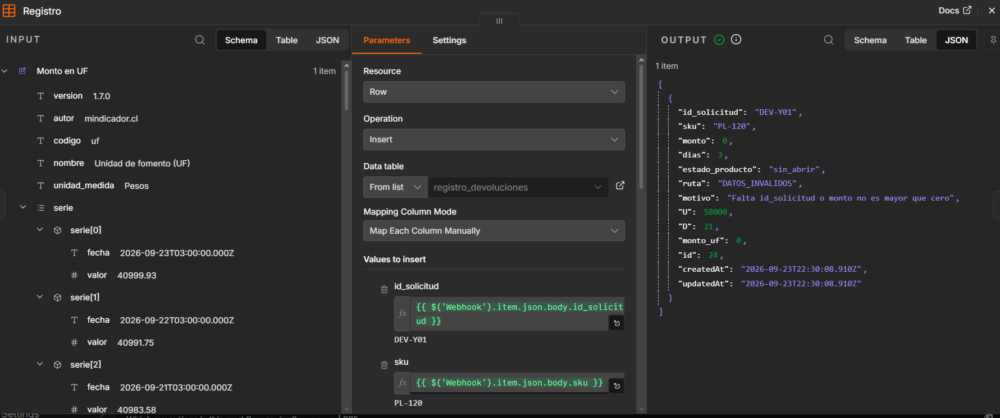 Registro
Docs
INPUT
Schema
Table
JSON
Monto en UF
1 item
version 1.7.0
autor mindicador.cl
codigo uf
nombre Unidad de fomento (UF)
unidad_medida Pesos
serie
serie[0]
fecha 2026-09-23T03:00:00.000Z
valor 40999.93
serie[1]
fecha 2026-09-22T03:00:00.000Z
valor 40991.75
serie[2]
fecha 2026-09-21T03:00:00.000Z
valor 40983.58
Parameters
Settings
Resource
Row
Operation
Insert
Data table
From list
registro_devoluciones
Mapping Column Mode
Map Each Column Manually
Values to insert
id_solicitud
fx
{{ $('Webhook').item.json.body.id_solicit
ud }}
DEV-Y01
sku
fx
{{ $('Webhook').item.json.body.sku }}
PL-120
OUTPUT
Schema
Table
JSON
1 item
[
{
"id_solicitud": "DEV-Y01",
"sku": "PL-120",
"monto": 0,
"dias": 3,
"estado_producto": "sin_abrir",
"ruta": "DATOS_INVALIDOS",
"motivo": "Falta id_solicitud o monto no es mayor que cero",
"U": 58000,
"D": 21,
"monto_uf": 0,
"id": 24,
"createdAt": "2026-09-23T22:30:08.910Z",
"updatedAt": "2026-09-23T22:30:08.910Z"
}
]
Settings
Logs